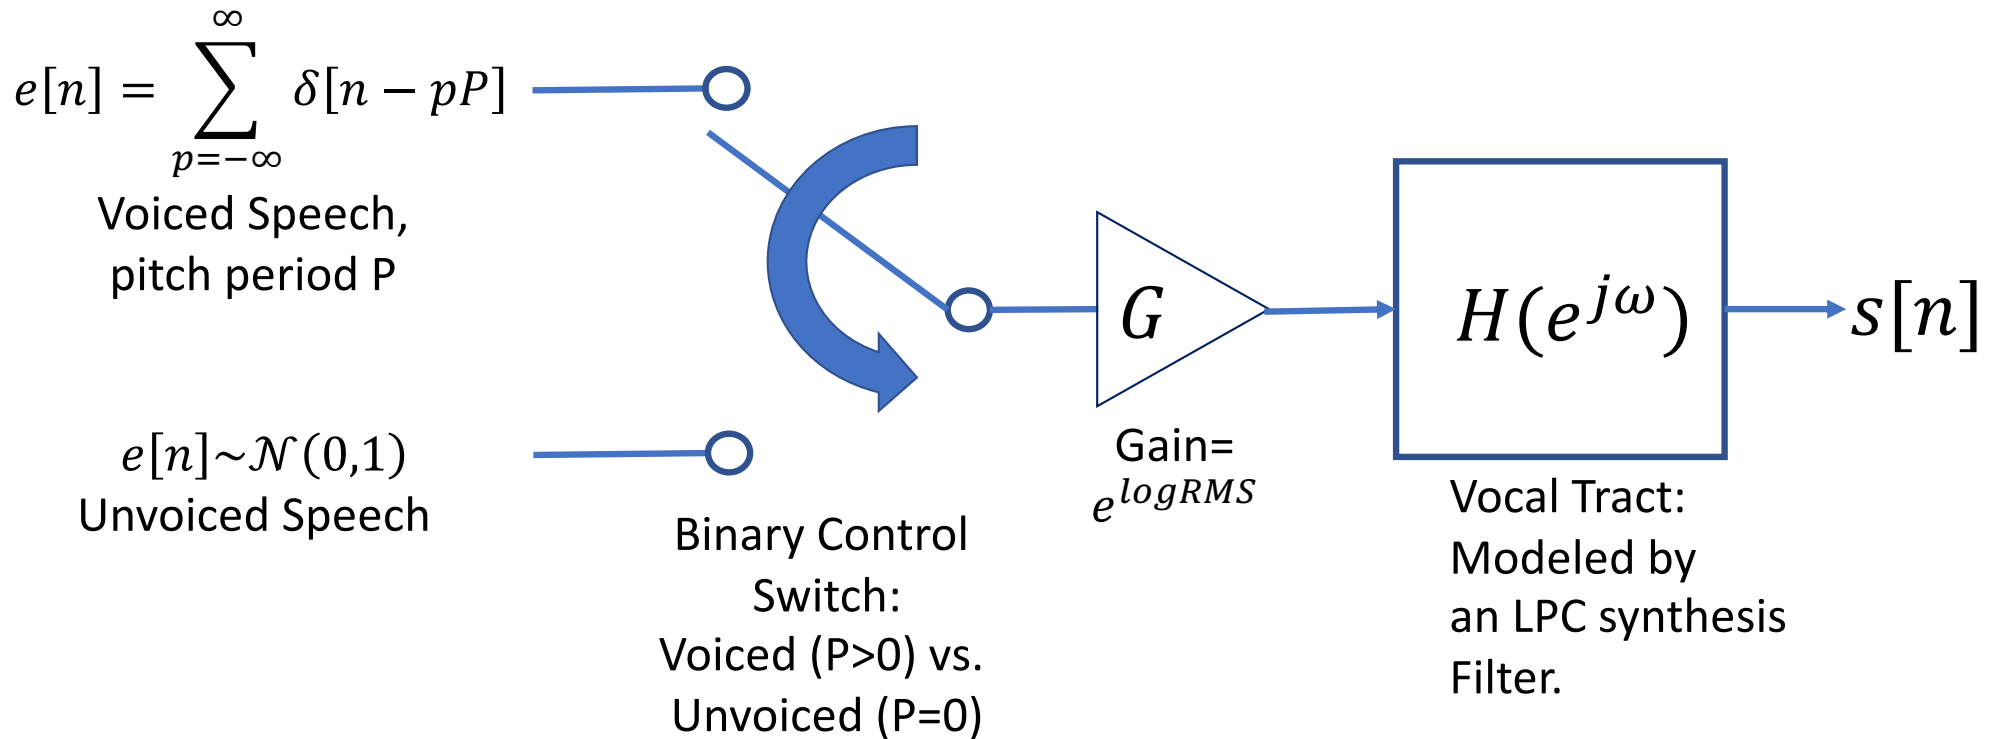 e[n] = ∑_{p=−∞}^{∞} δ[n − pP]
Voiced Speech,
pitch period P
e[n]~𝒩(0,1)
Unvoiced Speech
Binary Control
Switch:
Voiced (P>0) vs.
Unvoiced (P=0)
G
Gain=
e^{logRMS}
H(e^{jω})
Vocal Tract:
Modeled by
an LPC synthesis
Filter.
s[n]